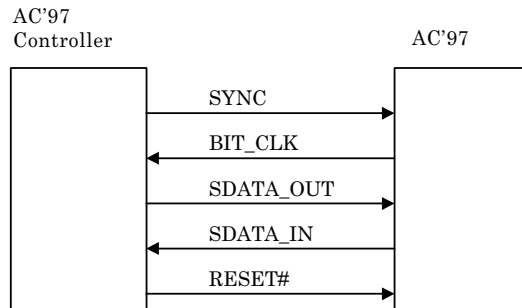 AC’97
Controller
AC’97
SYNC
BIT_CLK
SDATA_OUT
SDATA_IN
RESET#